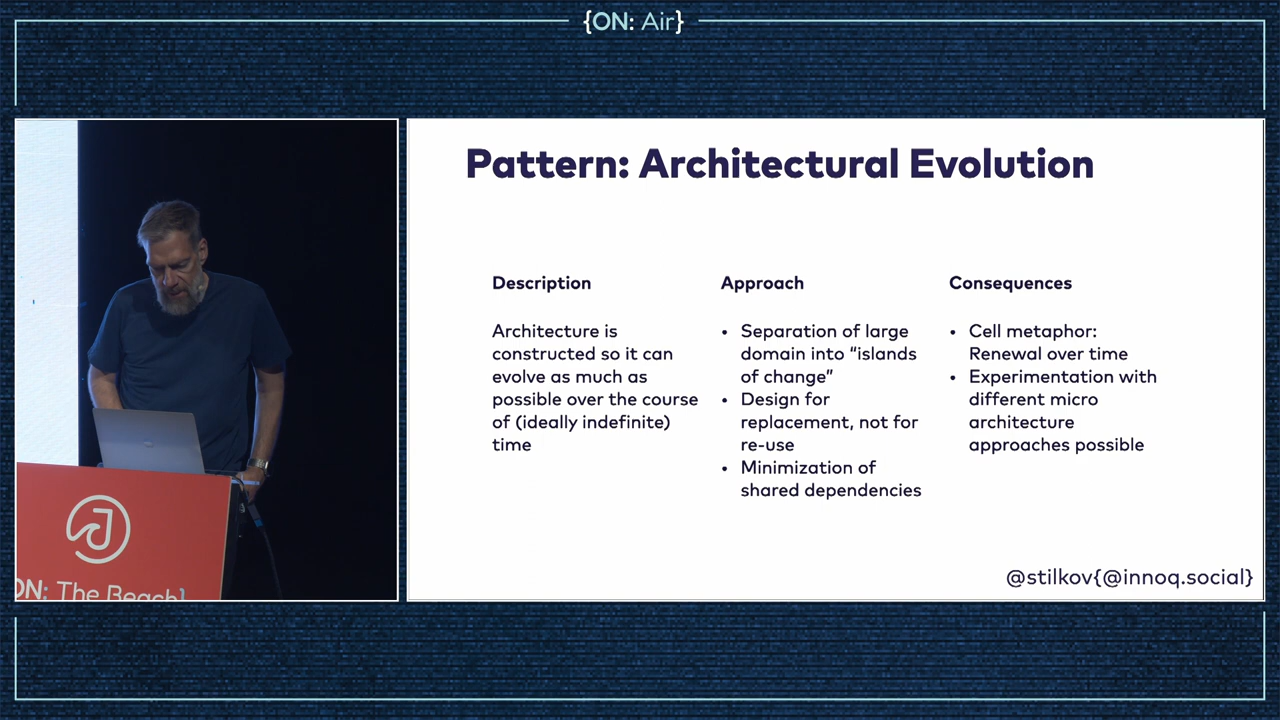 {ON: Air}
Pattern: Architectural Evolution
Description
Architecture is
constructed so it can
evolve as much as
possible over the course
of (ideally indefinite)
time
Approach
• Separation of large
domain into “islands
of change”
• Design for
replacement, not for
re-use
• Minimization of
shared dependencies
Consequences
• Cell metaphor:
Renewal over time
• Experimentation with
different micro
architecture
approaches possible
@stilkov{@innoq.social}
J
ON: The Beach}